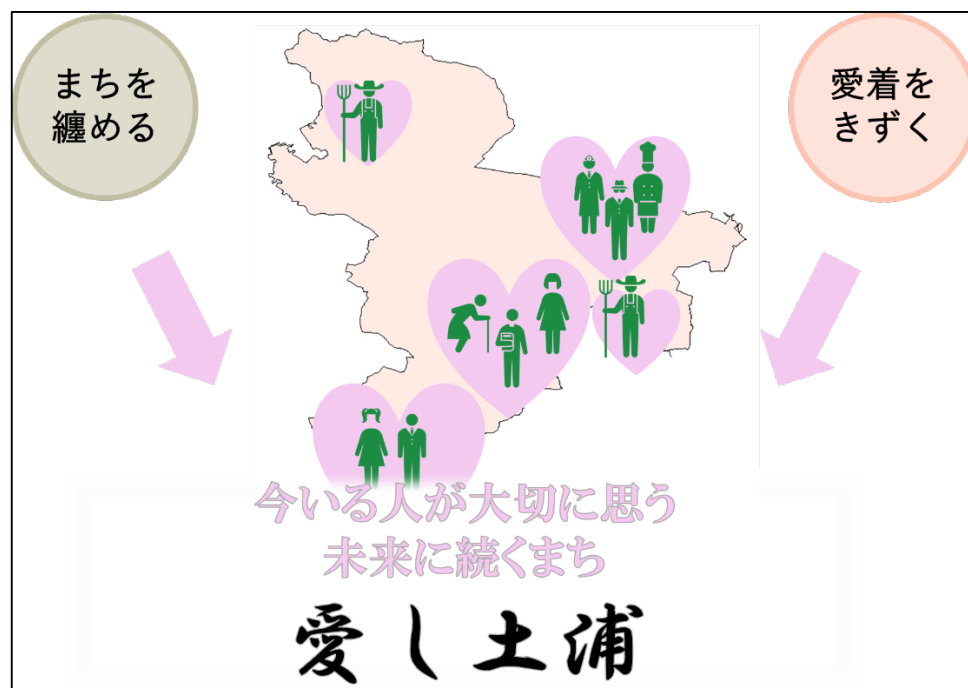 まちを
纏める
愛着を
きずく
今いる人が大切に思う
未来に続くまち
愛し土浦